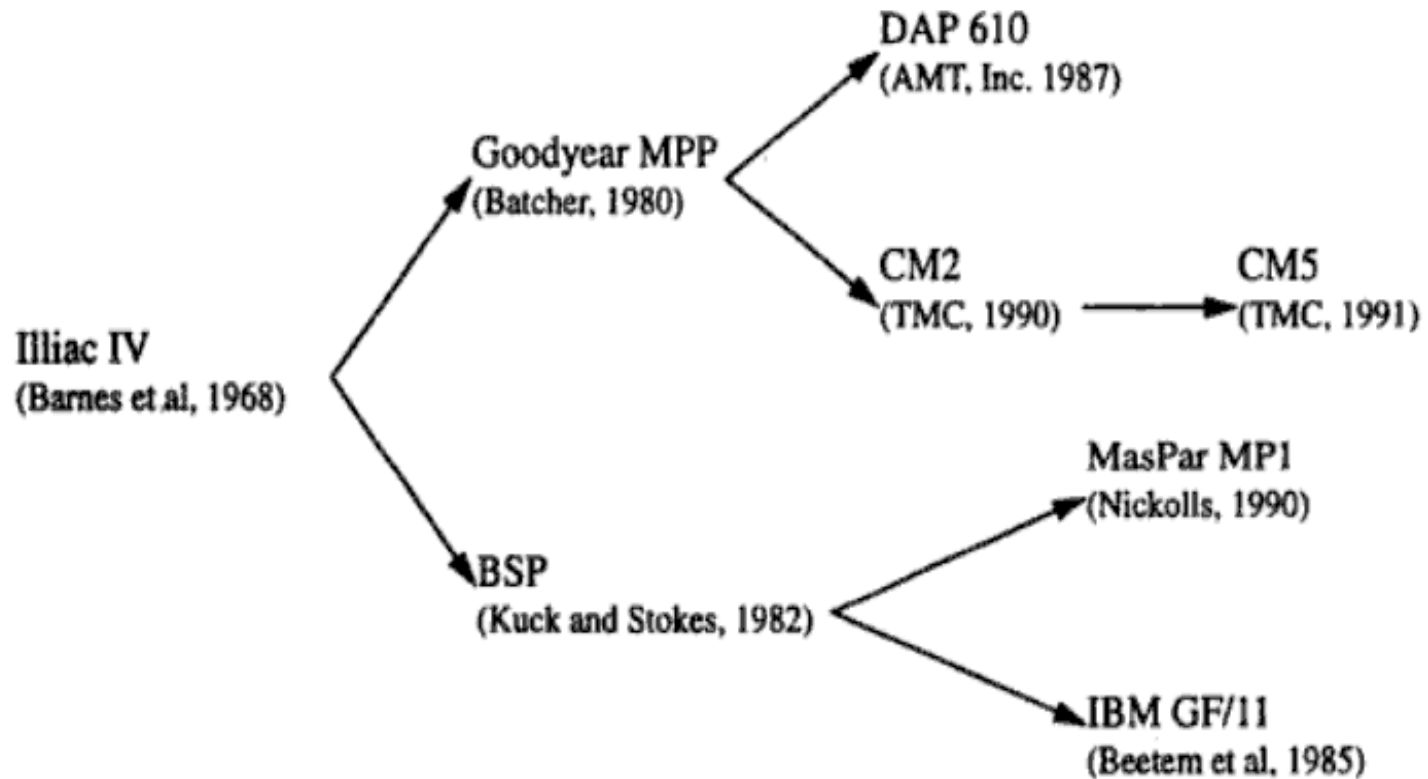 DAP 610
(AMT, Inc. 1987)
Goodyear MPP
(Batcher, 1980)
CM2
(TMC, 1990)
CM5
(TMC, 1991)
Illiac IV
(Barnes et al, 1968)
MasPar MP1
(Nickolls, 1990)
BSP
(Kuck and Stokes, 1982)
IBM GF/11
(Beetem et al, 1985)